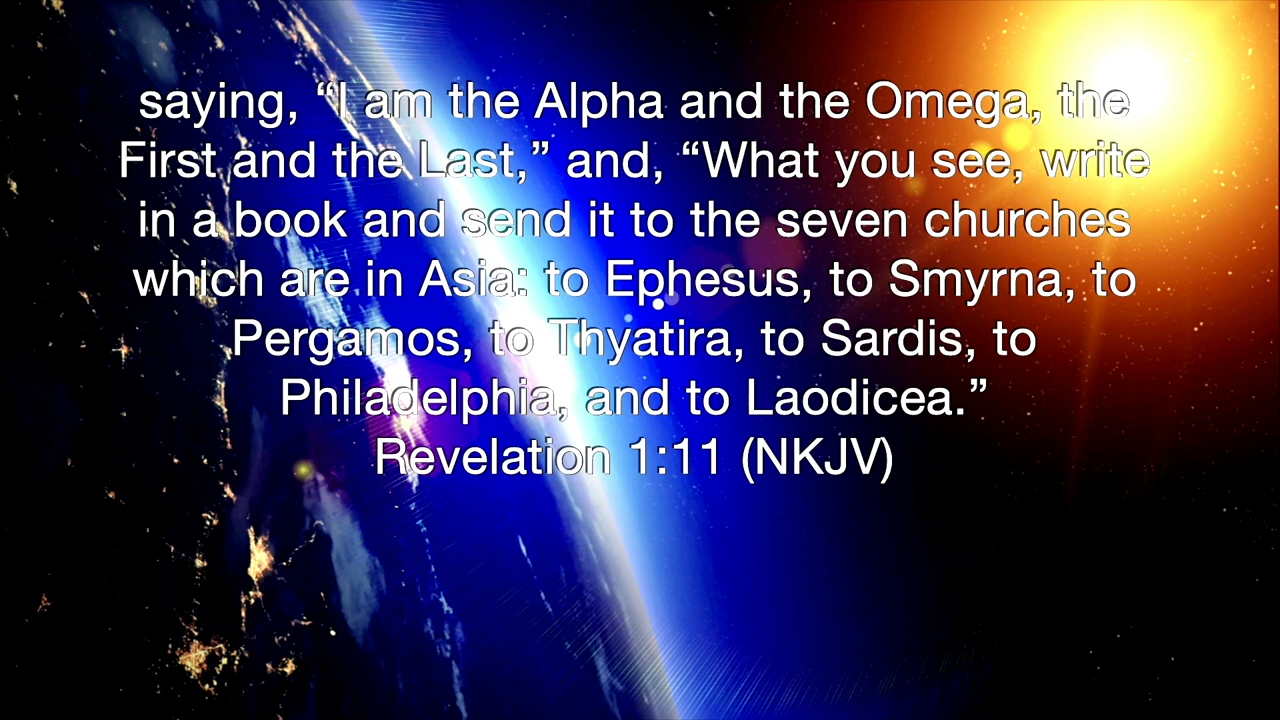 saying, “I am the Alpha and the Omega, the
First and the Last,” and, “What you see, write
in a book and send it to the seven churches
which are in Asia: to Ephesus, to Smyrna, to
Pergamos, to Thyatira, to Sardis, to
Philadelphia, and to Laodicea.”
Revelation 1:11 (NKJV)